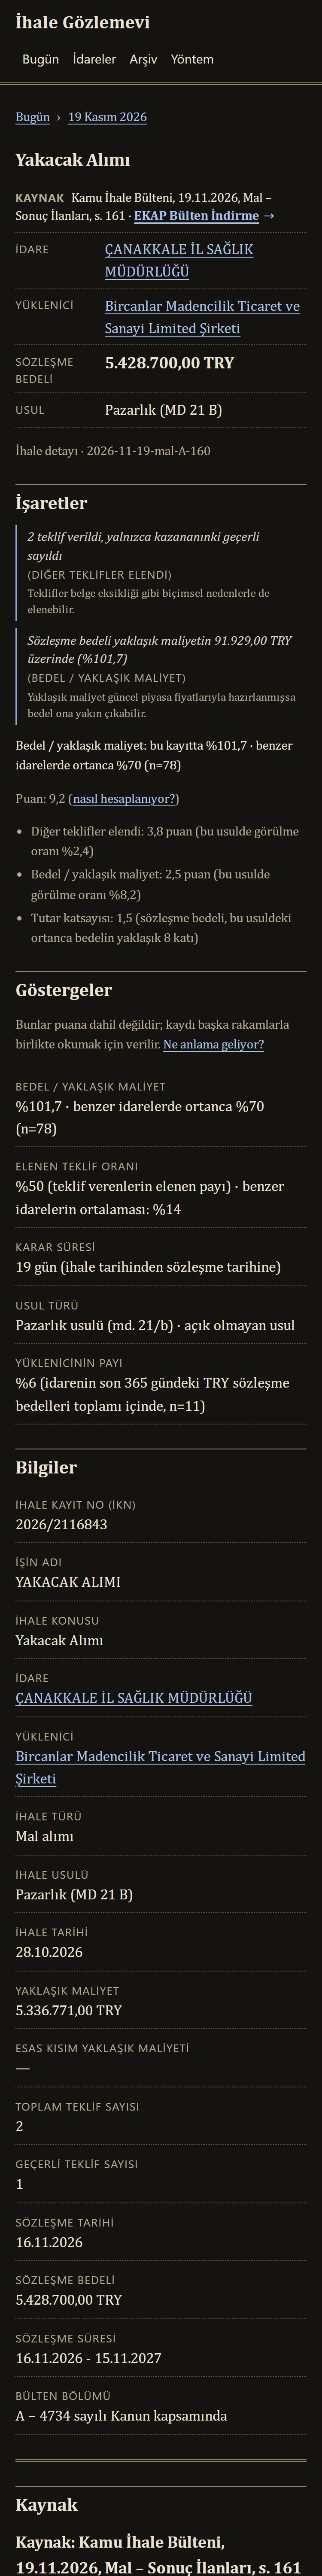 İhale Gözlemevi
Bugün İdareler Arşiv Yöntem
Bugün › 19 Kasım 2026
Yakacak Alımı
KAYNAK Kamu İhale Bülteni, 19.11.2026, Mal –
Sonuç İlanları, s. 161 · EKAP Bülten İndirme →
İDARE
ÇANAKKALE İL SAĞLIK
MÜDÜRLÜĞÜ
YÜKLENİCİ
Bircanlar Madencilik Ticaret ve
Sanayi Limited Şirketi
SÖZLEŞME
BEDELİ
5.428.700,00 TRY
USUL
Pazarlık (MD 21 B)
İhale detayı · 2026-11-19-mal-A-160
İşaretler
2 teklif verildi, yalnızca kazananınki geçerli
sayıldı
(DİĞER TEKLİFLER ELENDİ)
Teklifler belge eksikliği gibi biçimsel nedenlerle de
elenebilir.
Sözleşme bedeli yaklaşık maliyetin 91.929,00 TRY
üzerinde (%101,7)
(BEDEL / YAKLAŞIK MALİYET)
Yaklaşık maliyet güncel piyasa fiyatlarıyla hazırlanmışsa
bedel ona yakın çıkabilir.
Bedel / yaklaşık maliyet: bu kayıtta %101,7 · benzer
idarelerde ortanca %70 (n=78)
Puan: 9,2 (nasıl hesaplanıyor?)
• Diğer teklifler elendi: 3,8 puan (bu usulde görülme
oranı %2,4)
• Bedel / yaklaşık maliyet: 2,5 puan (bu usulde
görülme oranı %8,2)
• Tutar katsayısı: 1,5 (sözleşme bedeli, bu usuldeki
ortanca bedelin yaklaşık 8 katı)
Göstergeler
Bunlar puana dahil değildir; kaydı başka rakamlarla
birlikte okumak için verilir. Ne anlama geliyor?
BEDEL / YAKLAŞIK MALİYET
%101,7 · benzer idarelerde ortanca %70
(n=78)
ELENEN TEKLİF ORANI
%50 (teklif verenlerin elenen payı) · benzer
idarelerin ortalaması: %14
KARAR SÜRESİ
19 gün (ihale tarihinden sözleşme tarihine)
USUL TÜRÜ
Pazarlık usulü (md. 21/b) · açık olmayan usul
YÜKLENİCİNİN PAYI
%6 (idarenin son 365 gündeki TRY sözleşme
bedelleri toplamı içinde, n=11)
Bilgiler
İHALE KAYIT NO (İKN)
2026/2116843
İŞİN ADI
YAKACAK ALIMI
İHALE KONUSU
Yakacak Alımı
İDARE
ÇANAKKALE İL SAĞLIK MÜDÜRLÜĞÜ
YÜKLENİCİ
Bircanlar Madencilik Ticaret ve Sanayi Limited
Şirketi
İHALE TÜRÜ
Mal alımı
İHALE USULÜ
Pazarlık (MD 21 B)
İHALE TARİHİ
28.10.2026
YAKLAŞIK MALİYET
5.336.771,00 TRY
ESAS KISIM YAKLAŞIK MALİYETİ
—
TOPLAM TEKLİF SAYISI
2
GEÇERLİ TEKLİF SAYISI
1
SÖZLEŞME TARİHİ
16.11.2026
SÖZLEŞME BEDELİ
5.428.700,00 TRY
SÖZLEŞME SÜRESİ
16.11.2026 - 15.11.2027
BÜLTEN BÖLÜMÜ
A – 4734 sayılı Kanun kapsamında
Kaynak
Kaynak: Kamu İhale Bülteni,
19.11.2026, Mal – Sonuç İlanları, s. 161